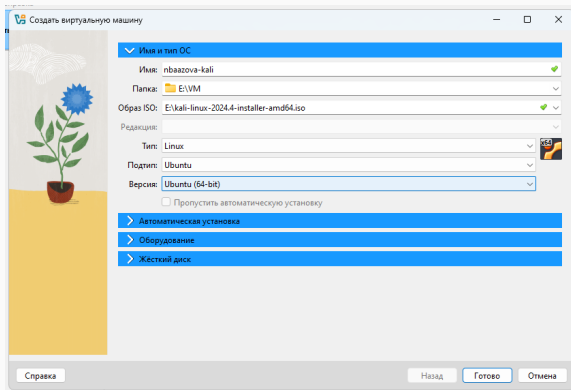 Создать виртуальную машину
Имя и тип ОС
Имя: nbaazova-kali
Папка: E:\VM
Образ ISO: E:\kali-linux-2024.4-installer-amd64.iso
Редакция:
Тип: Linux
Подтип: Ubuntu
Версия: Ubuntu (64-bit)
Пропустить автоматическую установку
Автоматическая установка
Оборудование
Жёсткий диск
Справка Назад Готово Отмена